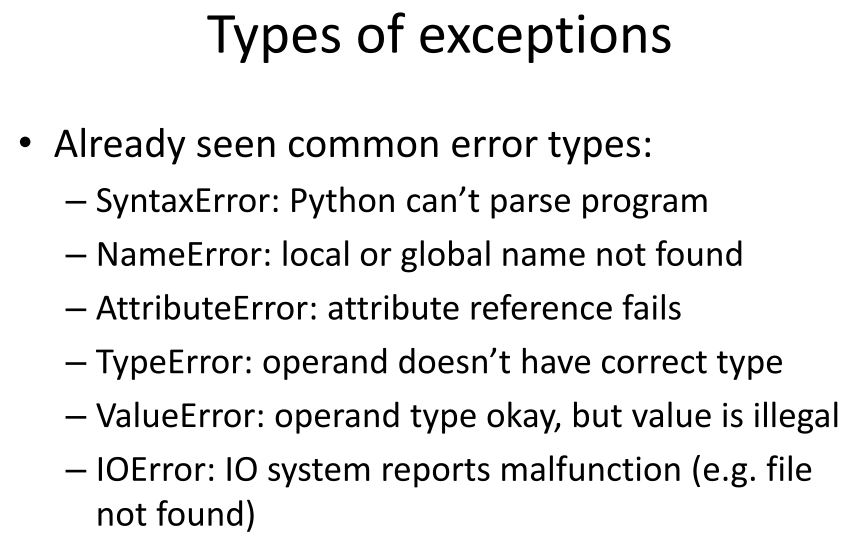 Types of exceptions
• Already seen common error types:
– SyntaxError: Python can’t parse program
– NameError: local or global name not found
– AttributeError: attribute reference fails
– TypeError: operand doesn’t have correct type
– ValueError: operand type okay, but value is illegal
– IOError: IO system reports malfunction (e.g. file
not found)